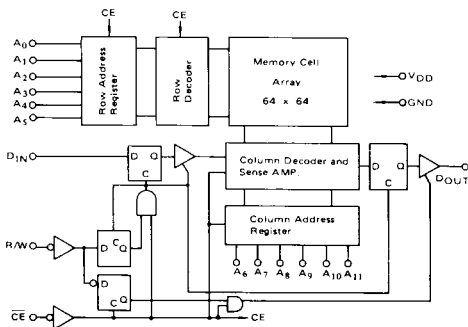 CE
CE
A0
A1
A2
A3
A4
A5
Row Address
Register
Row
Decoder
Memory Cell
Array
64 × 64
VDD
GND
DIN
D Q
C
Column Decoder and
Sense AMP.
D Q
C
DOUT
Column Address
Register
R/W
C
D Q
A6 A7 A8 A9 A10 A11
D Q
C
CE
CE